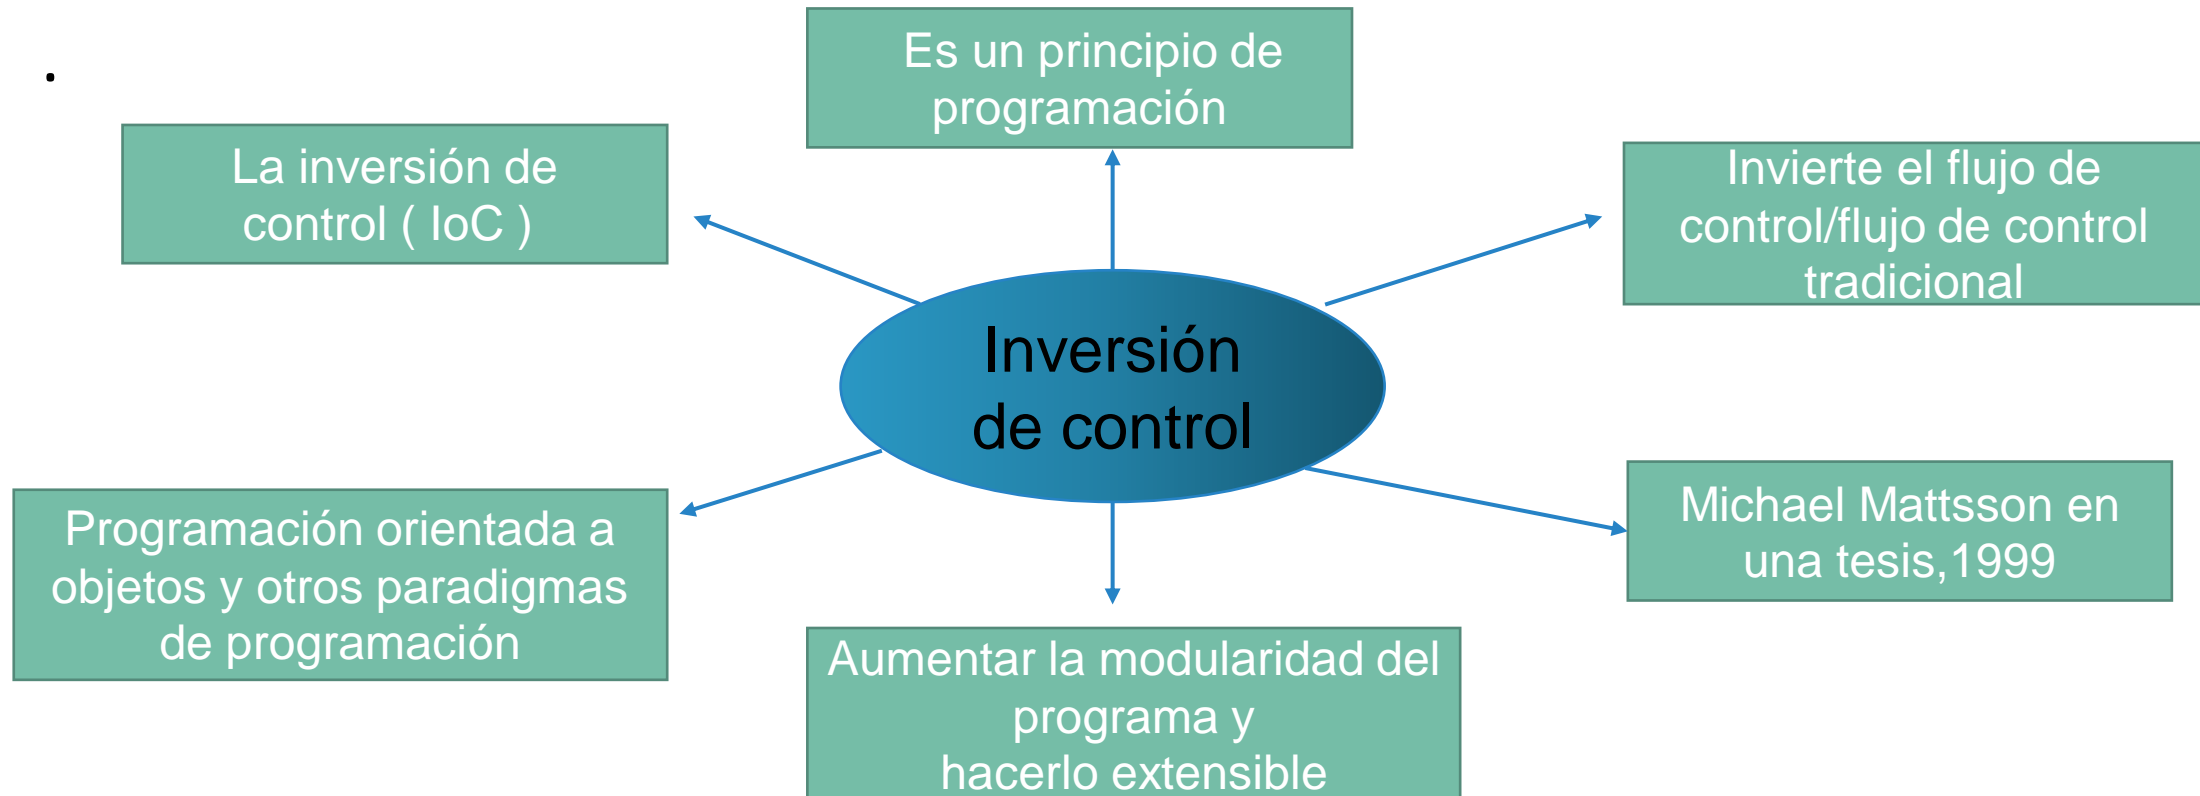 .
Es un principio de
programación
La inversión de
control ( IoC )
Invierte el flujo de
control/flujo de control
tradicional
Inversión
de control
Programación orientada a
objetos y otros paradigmas
de programación
Michael Mattsson en
una tesis,1999
Aumentar la modularidad del
programa y
hacerlo extensible